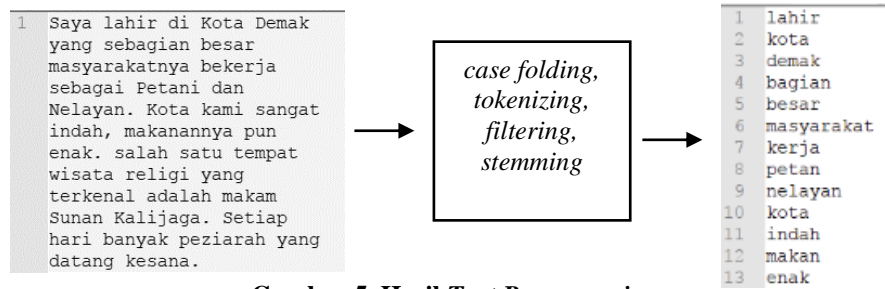 1 Saya lahir di Kota Demak
yang sebagian besar
masyarakatnya bekerja
sebagai Petani dan
Nelayan. Kota kami sangat
indah, makanannya pun
enak. salah satu tempat
wisata religi yang
terkenal adalah makam
Sunan Kalijaga. Setiap
hari banyak peziarah yang
datang kesana.
case folding,
tokenizing,
filtering,
stemming
1 lahir
2 kota
3 demak
4 bagian
5 besar
6 masyarakat
7 kerja
8 petan
9 nelayan
10 kota
11 indah
12 makan
13 enak